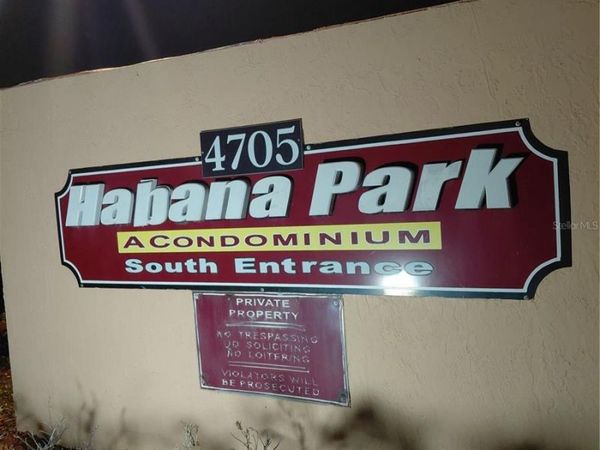 4705
Habana Park
A CONDOMINIUM
South Entrance
PRIVATE
PROPERTY
NO TRESPASSING
NO SOLICITING
NO LOITERING
VIOLATORS WILL
BE PROSECUTED
Stellar MLS